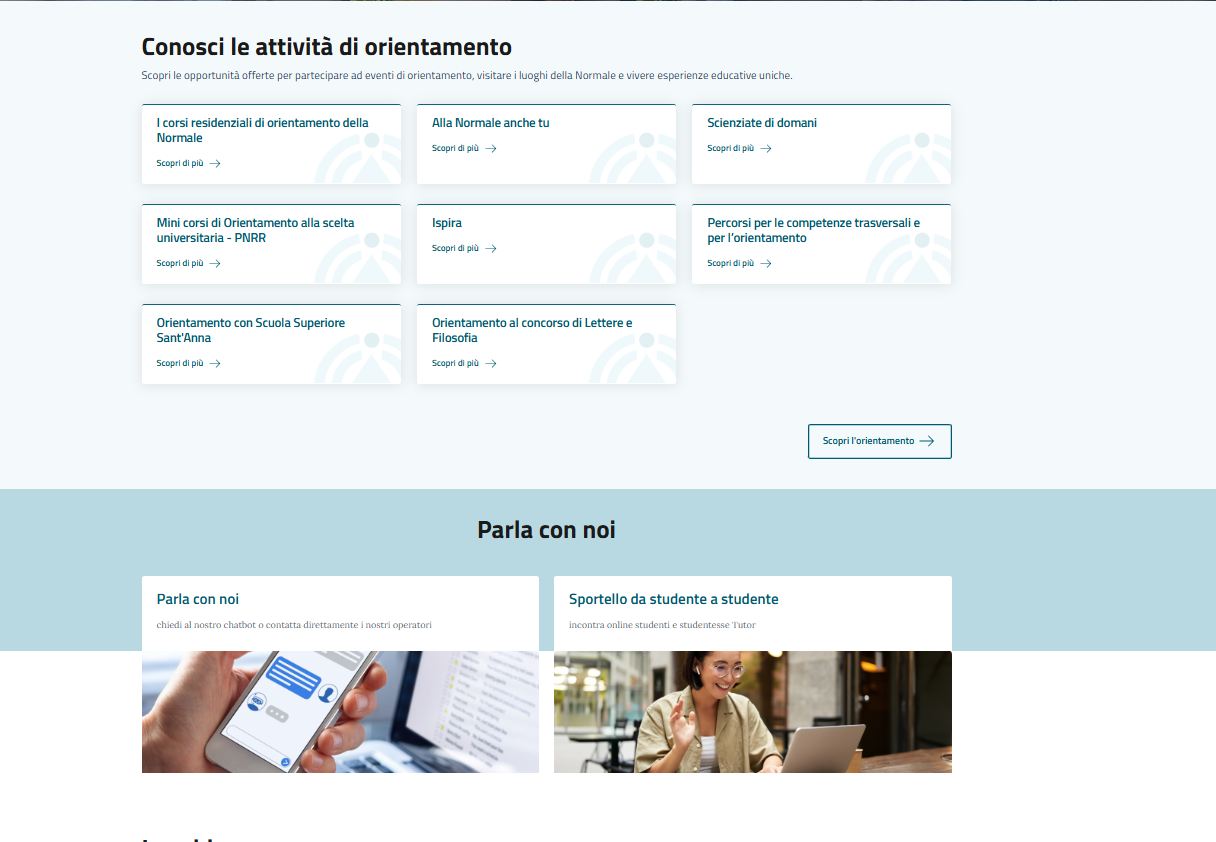 Conosci le attività di orientamento
Scopri le opportunità offerte per partecipare ad eventi di orientamento, visitare i luoghi della Normale e vivere esperienze educative uniche.
I corsi residenziali di orientamento della
Normale
Scopri di più
Alla Normale anche tu
Scopri di più
Scienziate di domani
Scopri di più
Mini corsi di Orientamento alla scelta
universitaria - PNRR
Scopri di più
Ispira
Scopri di più
Percorsi per le competenze trasversali e
per l'orientamento
Scopri di più
Orientamento con Scuola Superiore
Sant'Anna
Scopri di più
Orientamento al concorso di Lettere e
Filosofia
Scopri di più
Scopri l'orientamento
Parla con noi
Parla con noi
chiedi al nostro chatbot o contatta direttamente i nostri operatori
Sportello da studente a studente
incontra online studenti e studentesse Tutor